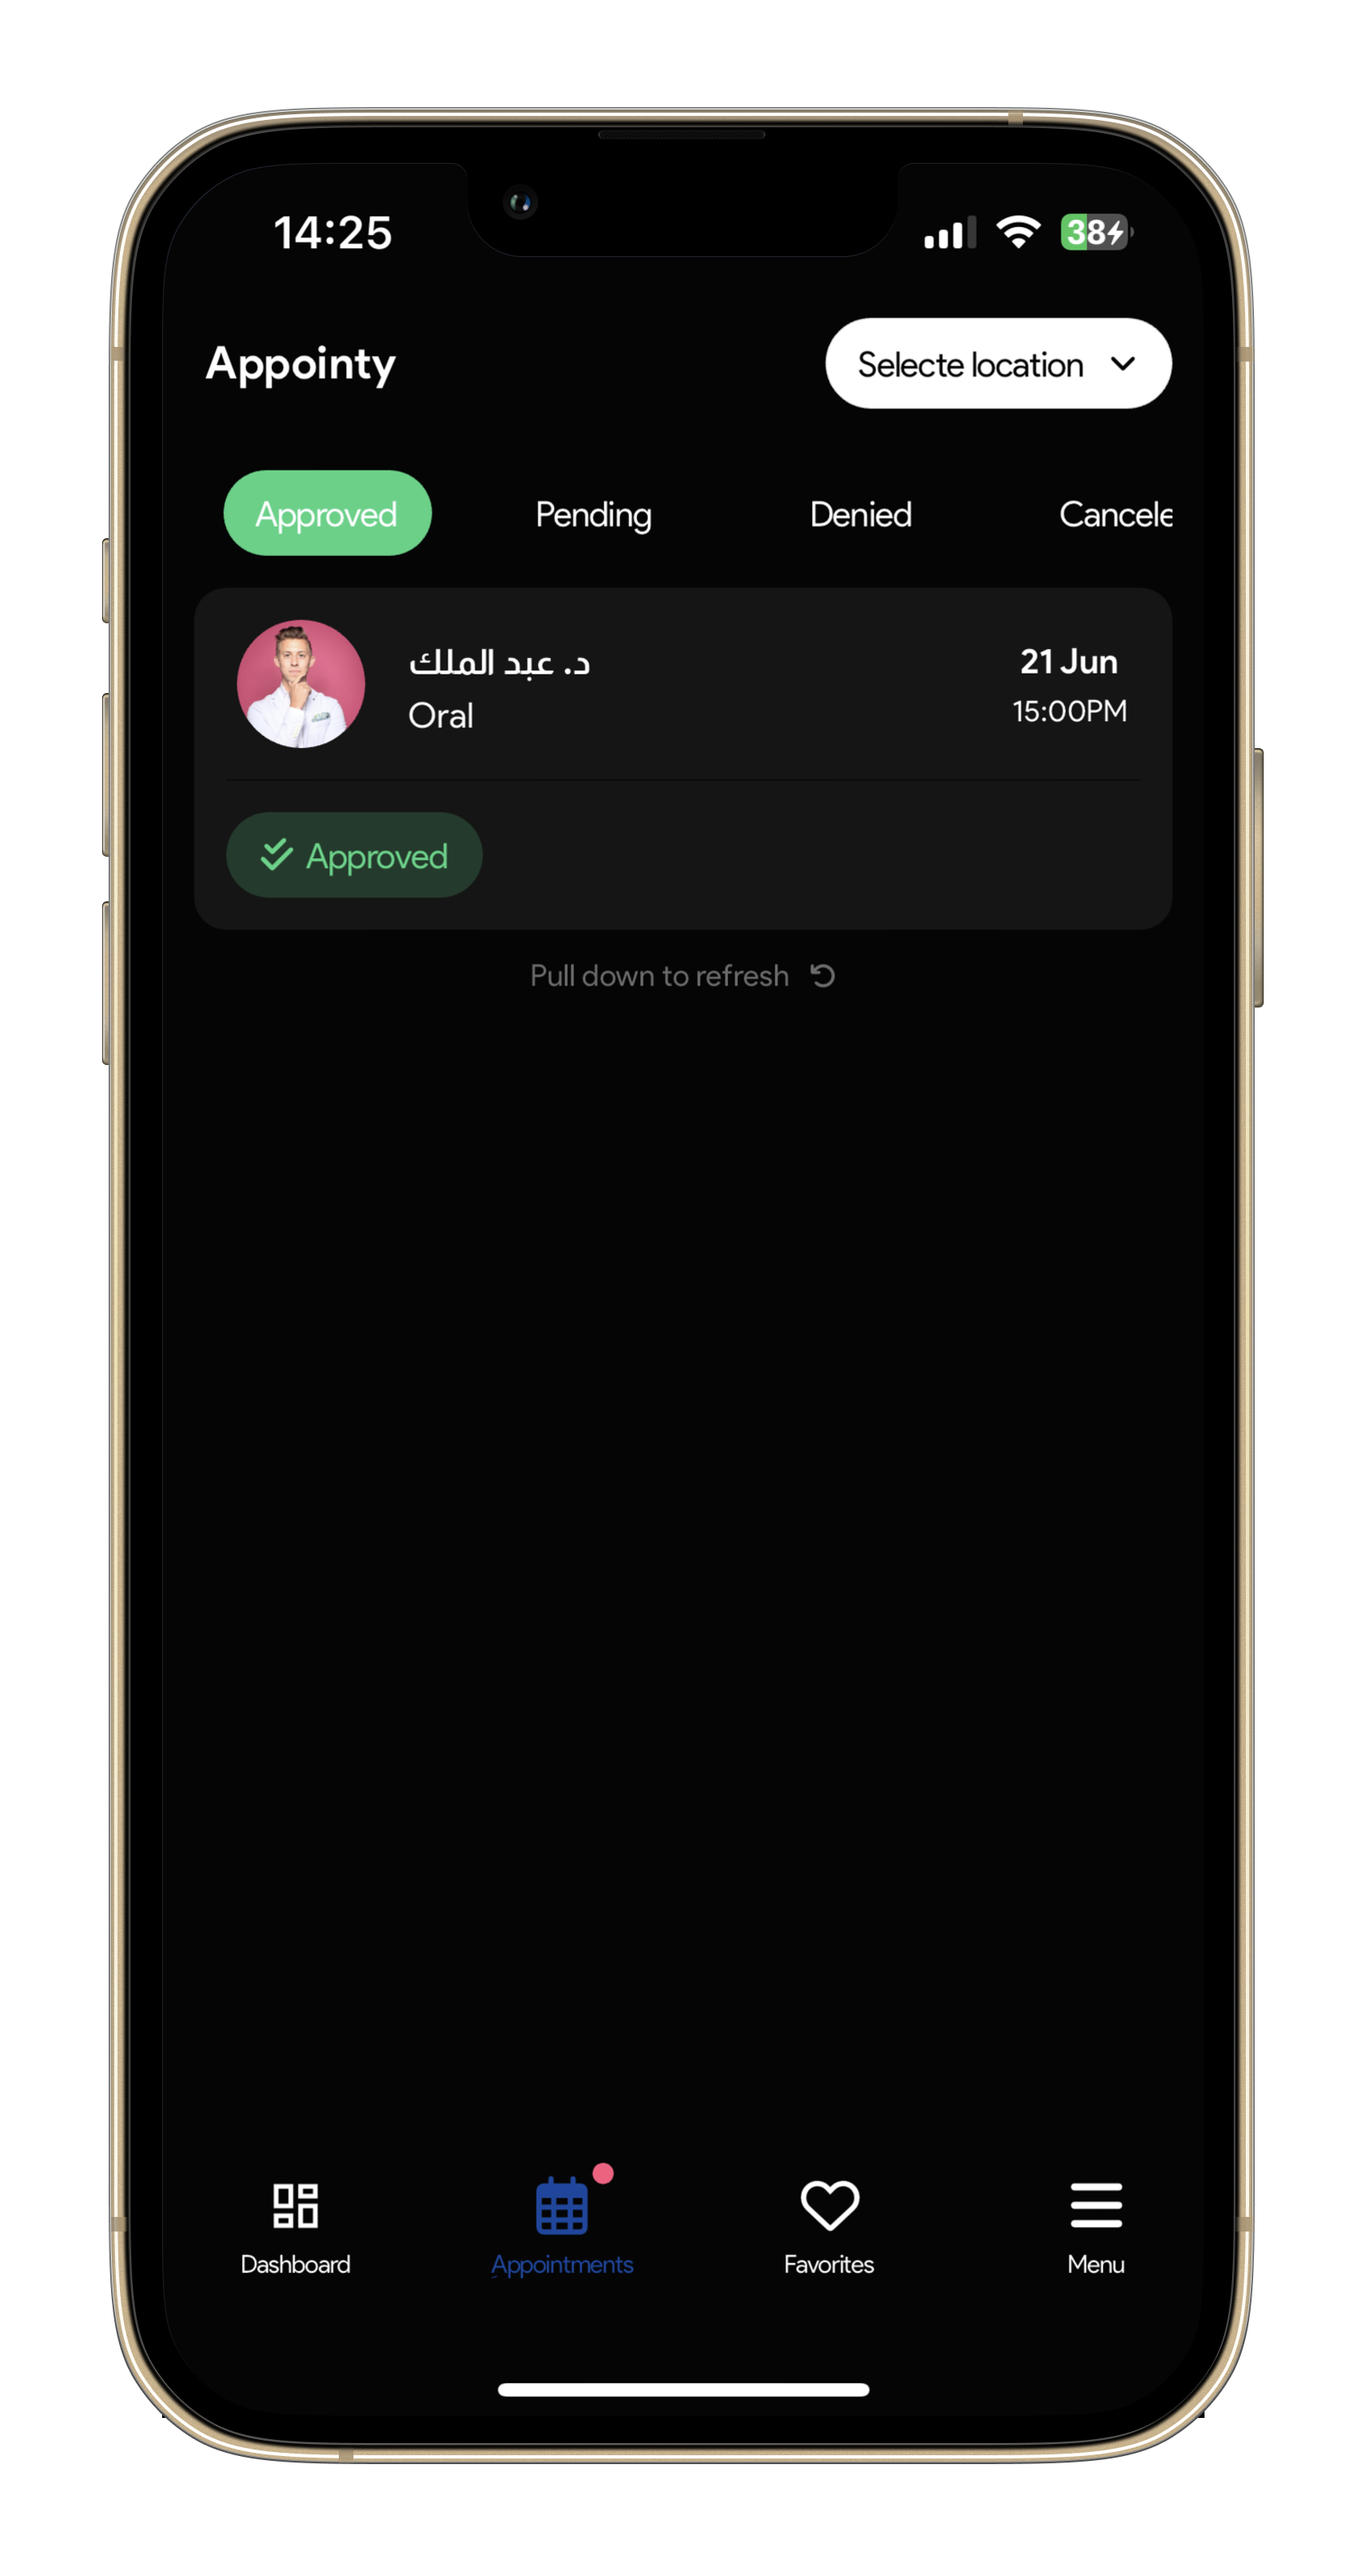 14:25
38
Appointy
Selecte location
Approved
Pending
Denied
Cancele
د. عبد الملك
21 Jun
Oral
15:00PM
Approved
Pull down to refresh
Dashboard
Appointments
Favorites
Menu